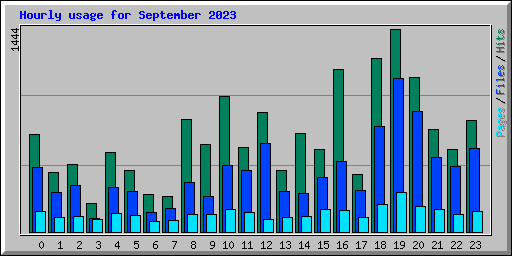 Hourly usage for September 2023
1444
Pages/Files/Hits
0 1 2 3 4 5 6 7 8 9 10 11 12 13 14 15 16 17 18 19 20 21 22 23